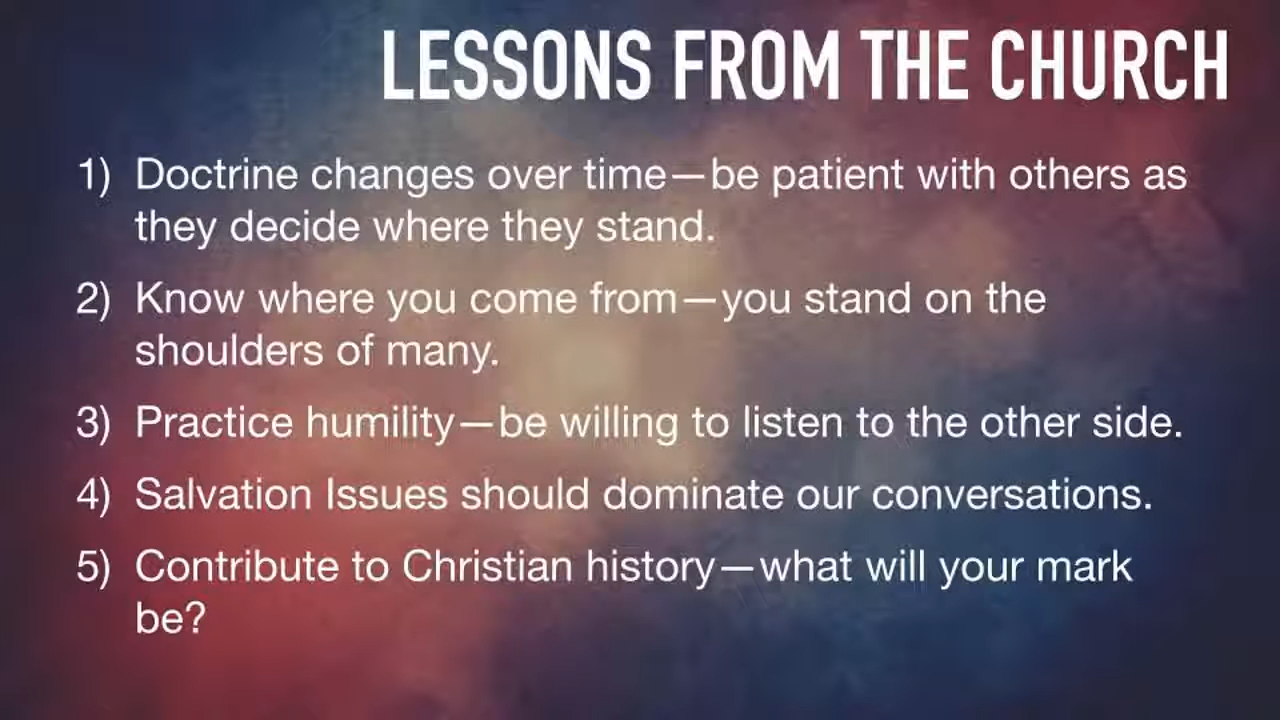 LESSONS FROM THE CHURCH
1) Doctrine changes over time—be patient with others as
they decide where they stand.
2) Know where you come from—you stand on the
shoulders of many.
3) Practice humility—be willing to listen to the other side.
4) Salvation Issues should dominate our conversations.
5) Contribute to Christian history—what will your mark
be?